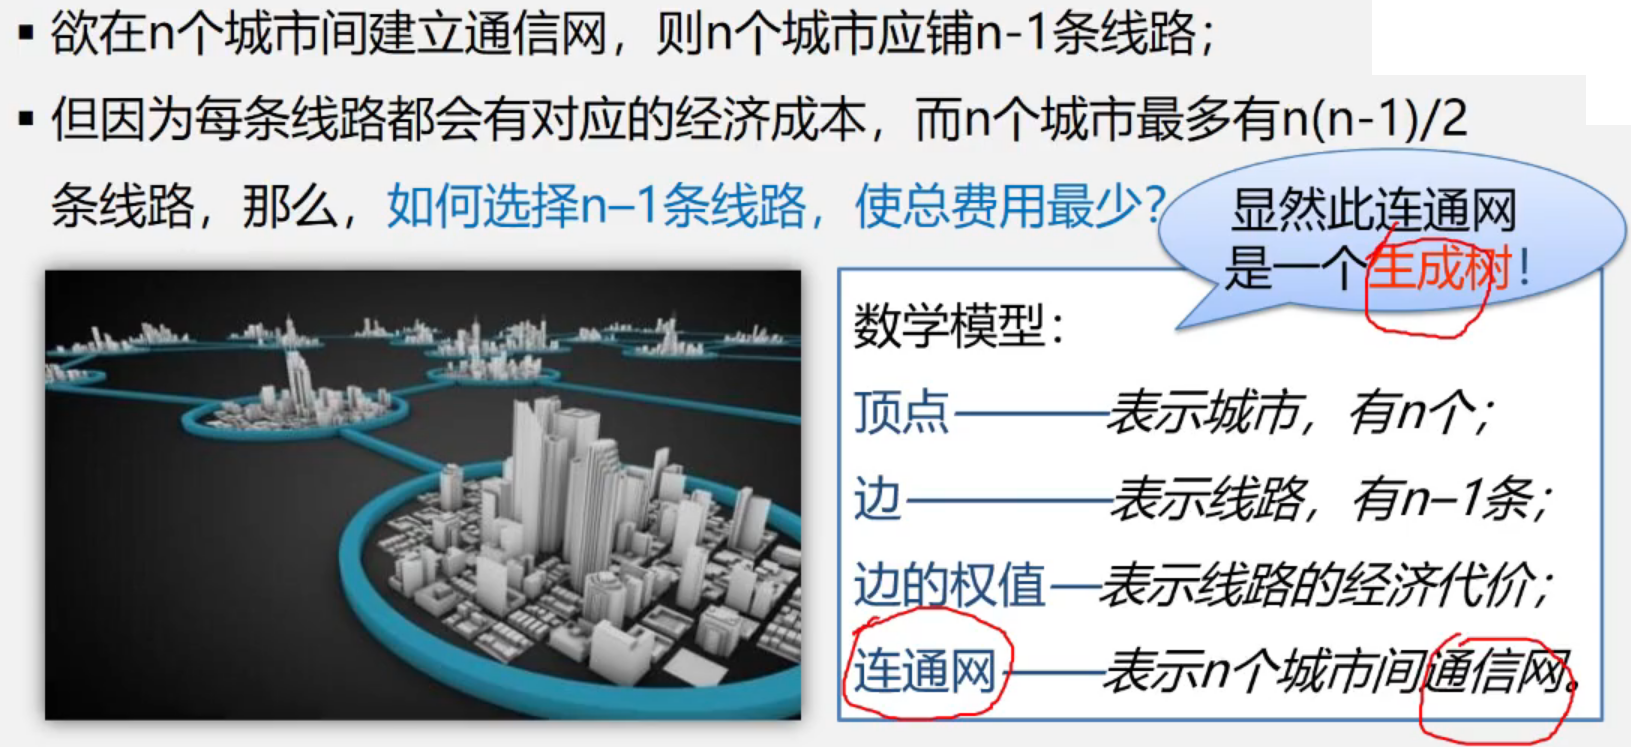 ▪ 欲在n个城市间建立通信网，则n个城市应铺n-1条线路；
▪ 但因为每条线路都会有对应的经济成本，而n个城市最多有n(n-1)/2
条线路，那么，如何选择n–1条线路，使总费用最少？
显然此连通网
是一个生成树！
数学模型：
顶点———表示城市，有n个；
边————表示线路，有n–1条；
边的权值—表示线路的经济代价；
连通网——表示n个城市间通信网。